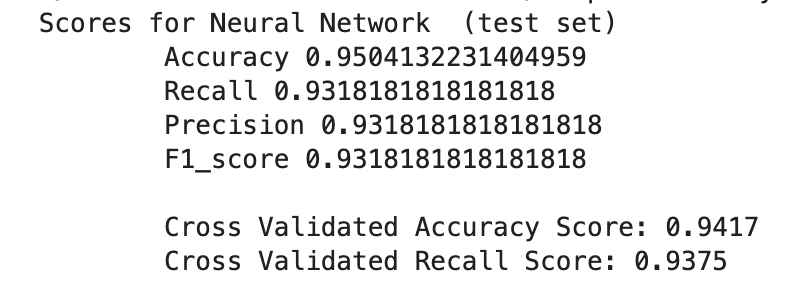 Scores for Neural Network (test set)
Accuracy 0.9504132231404959
Recall 0.9318181818181818
Precision 0.9318181818181818
F1_score 0.9318181818181818
Cross Validated Accuracy Score: 0.9417
Cross Validated Recall Score: 0.9375